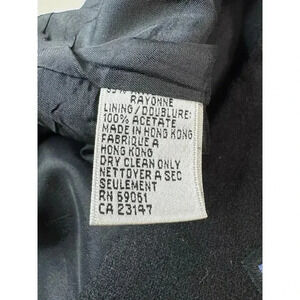 RAYONNE
LINING/DOUBLURE:
100% ACETATE
MADE IN HONG KONG
FABRIQUE A
HONG KONG
DRY CLEAN ONLY
NETTOYER A SEC
SEULEMENT
RN 59051
CA 23147